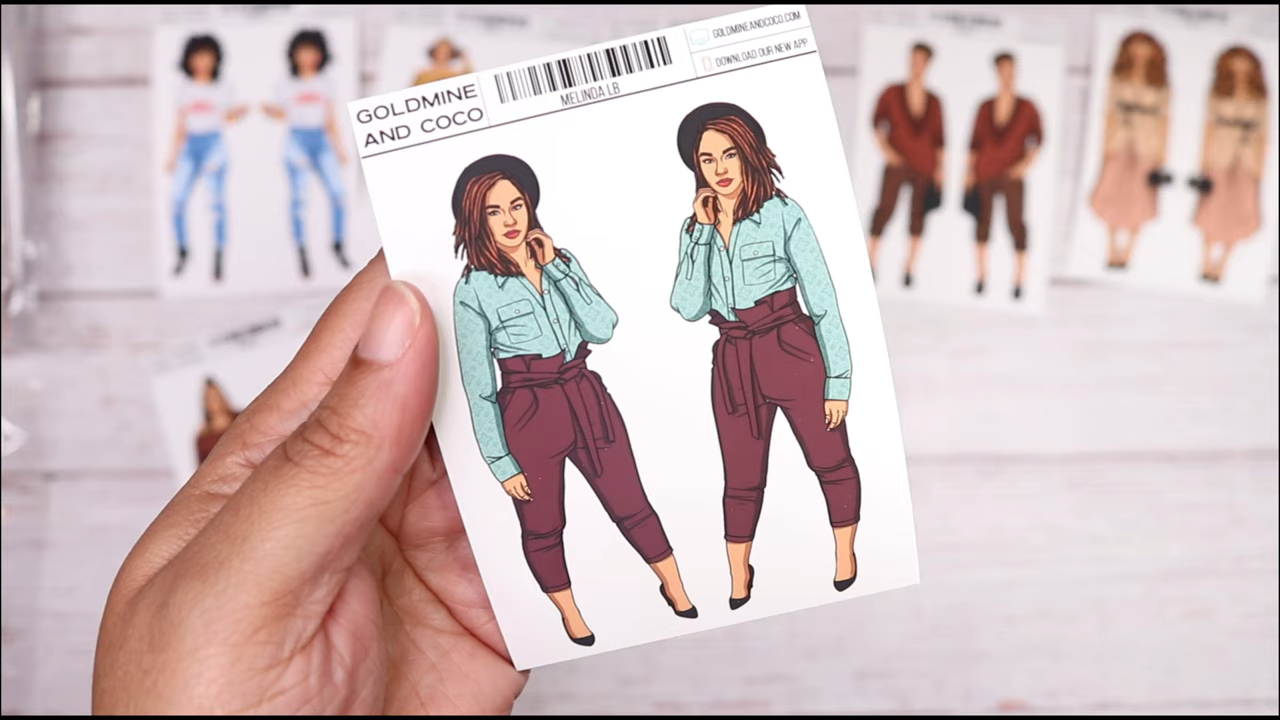 GOLDMINE
AND COCO
MELINDA LB
GOLDMINEANDCOCO.COM
DOWNLOAD OUR NEW APP